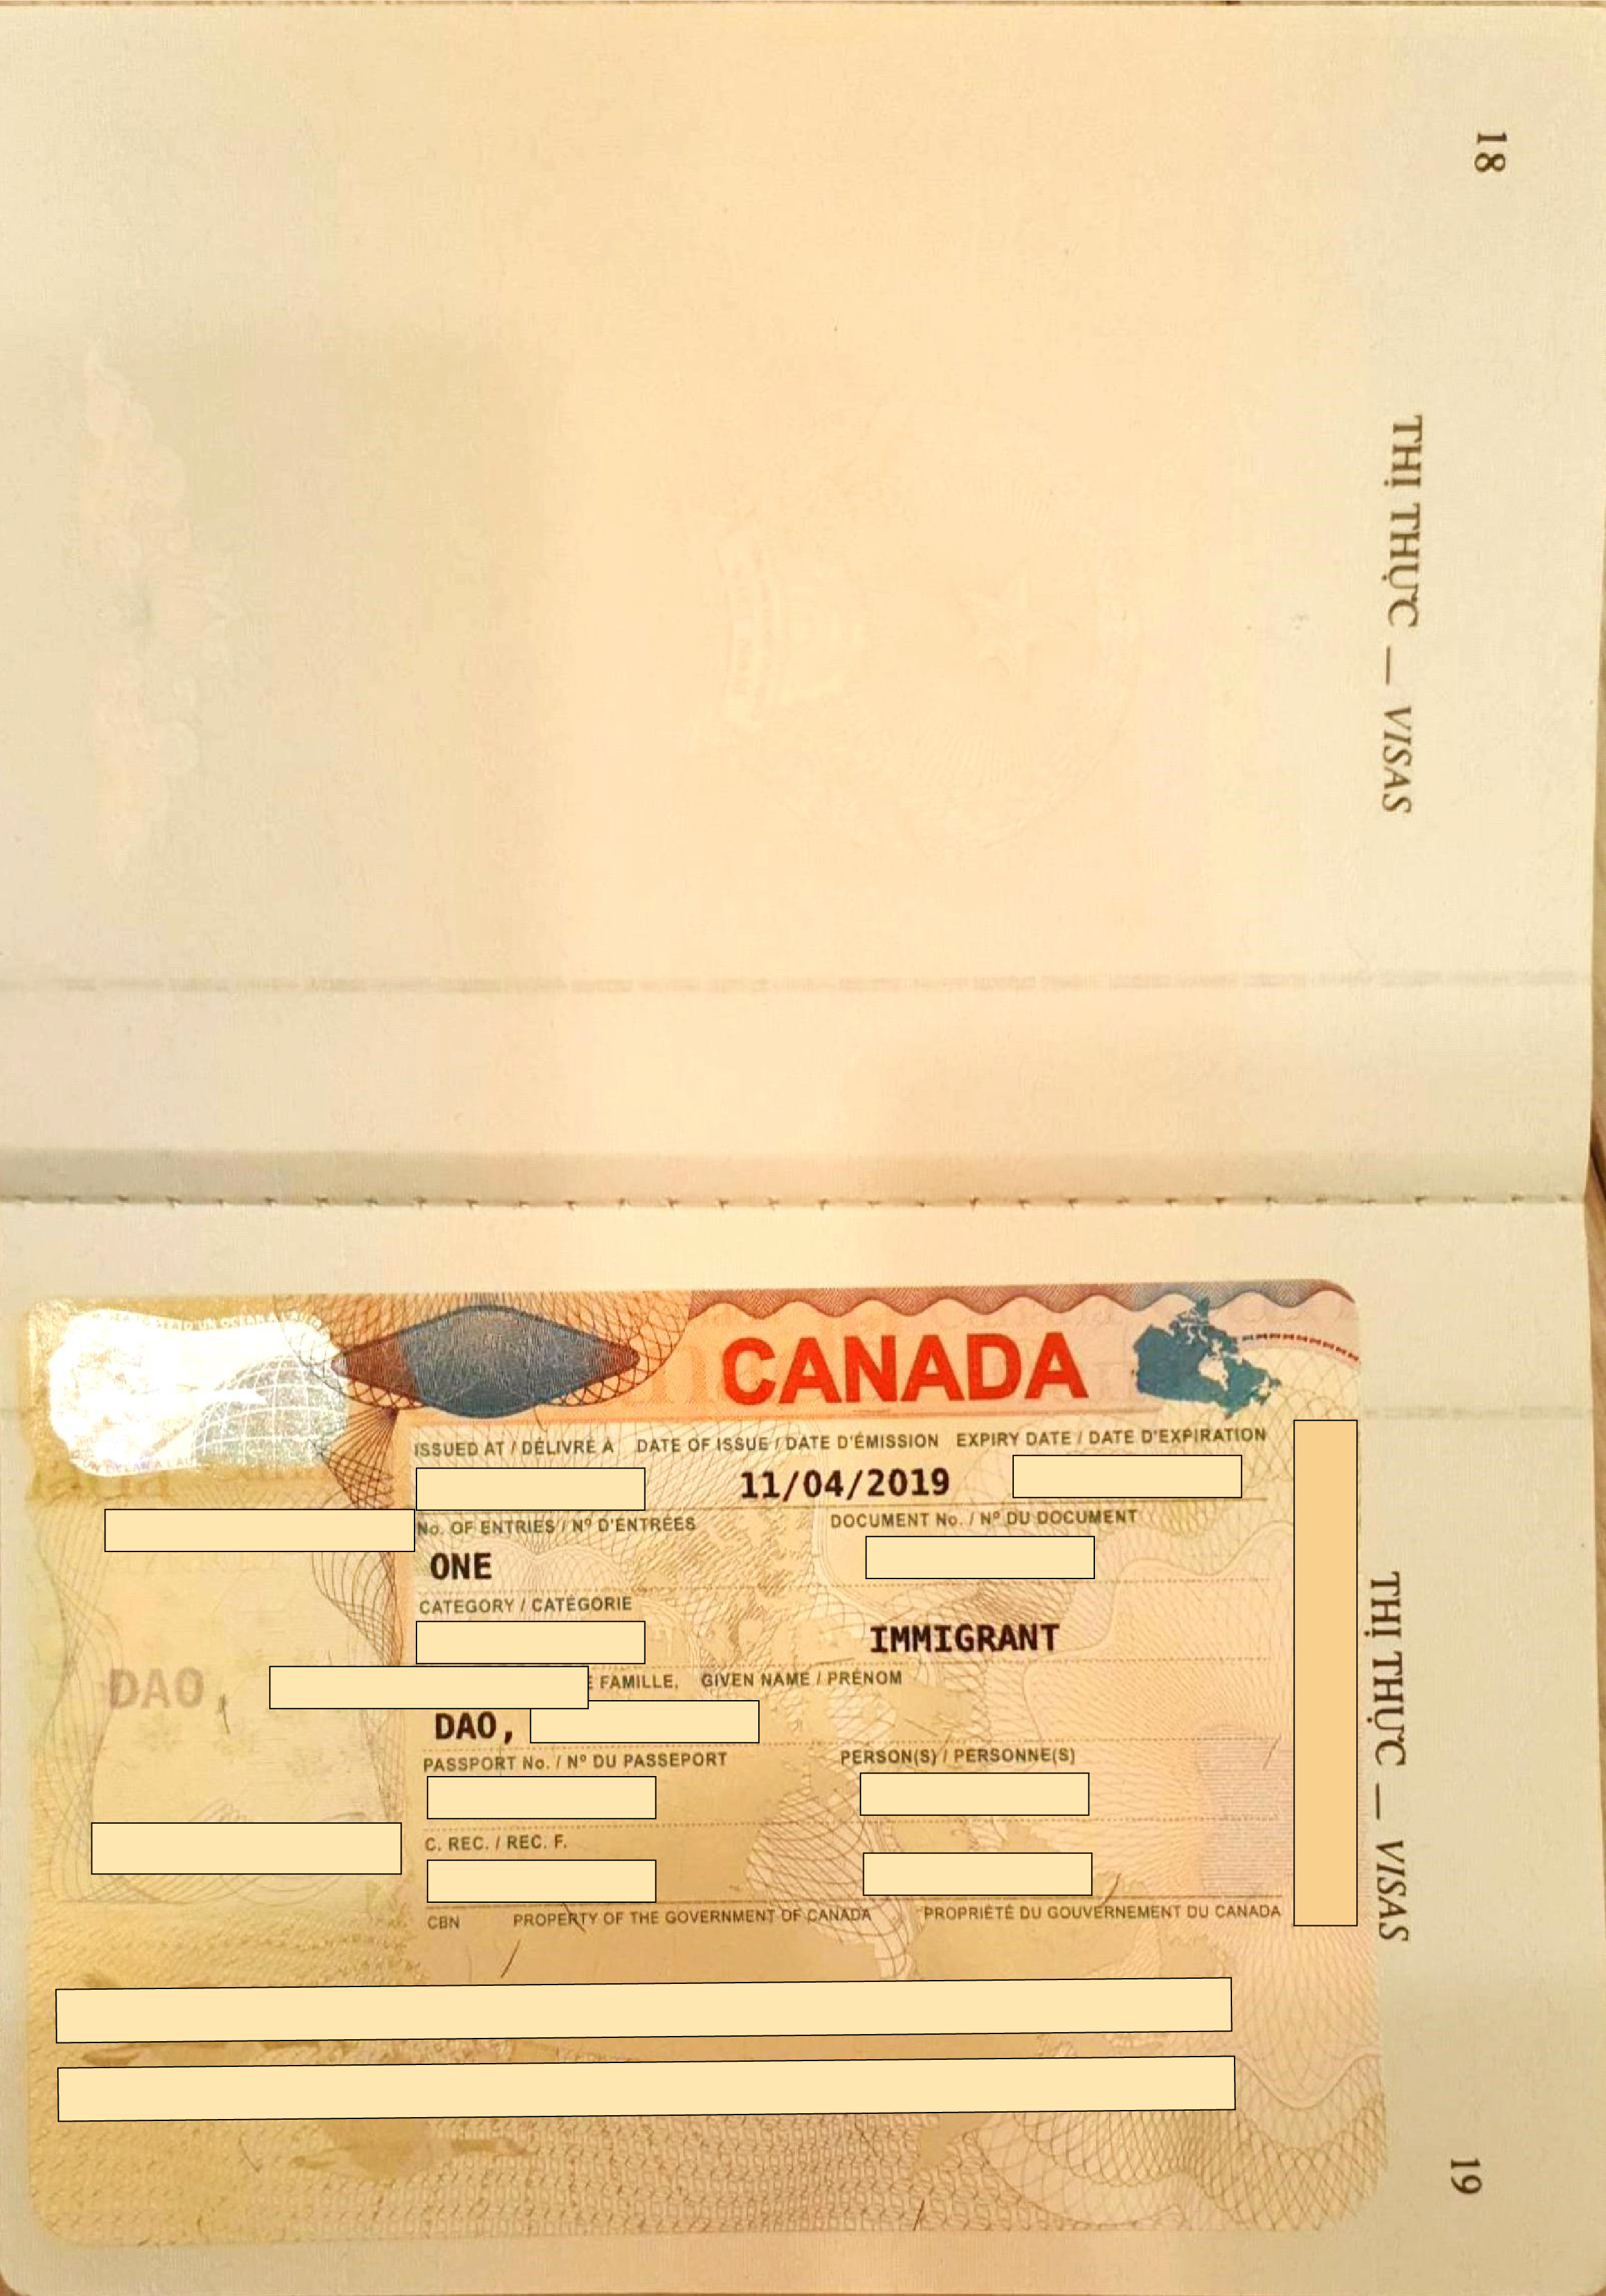 18
THỊ THỰC — VISAS
CANADA
ISSUED AT / DÉLIVRÉ À DATE OF ISSUE / DATE D'ÉMISSION EXPIRY DATE / DATE D'EXPIRATION
11/04/2019
No. OF ENTRIES / Nº D'ENTRÉES DOCUMENT No. / Nº DU DOCUMENT
ONE
CATEGORY / CATÉGORIE
IMMIGRANT
FAMILLE, GIVEN NAME / PRÉNOM
DAO,
DAO,
PASSPORT No. / Nº DU PASSEPORT PERSON(S) / PERSONNE(S)
C. REC. / REC. F.
CBN PROPERTY OF THE GOVERNMENT OF CANADA PROPRIÉTÉ DU GOUVERNEMENT DU CANADA
THỊ THỰC — VISAS
19